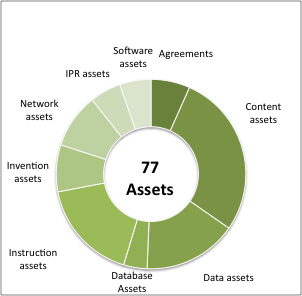 Software
assets
Agreements
IPR assets
Content
assets
Network
assets
77
Assets
Invention
assets
Instruction
assets
Database
Assets
Data assets